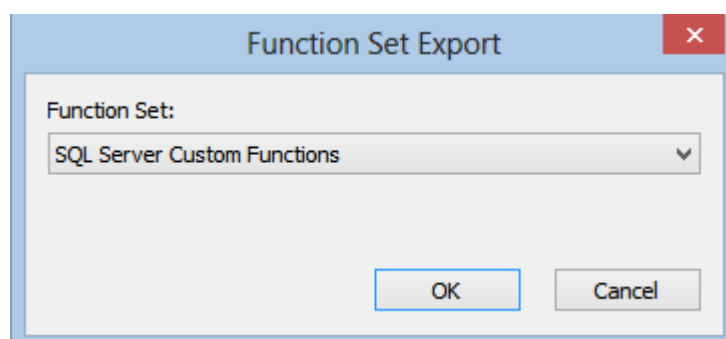 Function Set Export
Function Set:
SQL Server Custom Functions
OK
Cancel